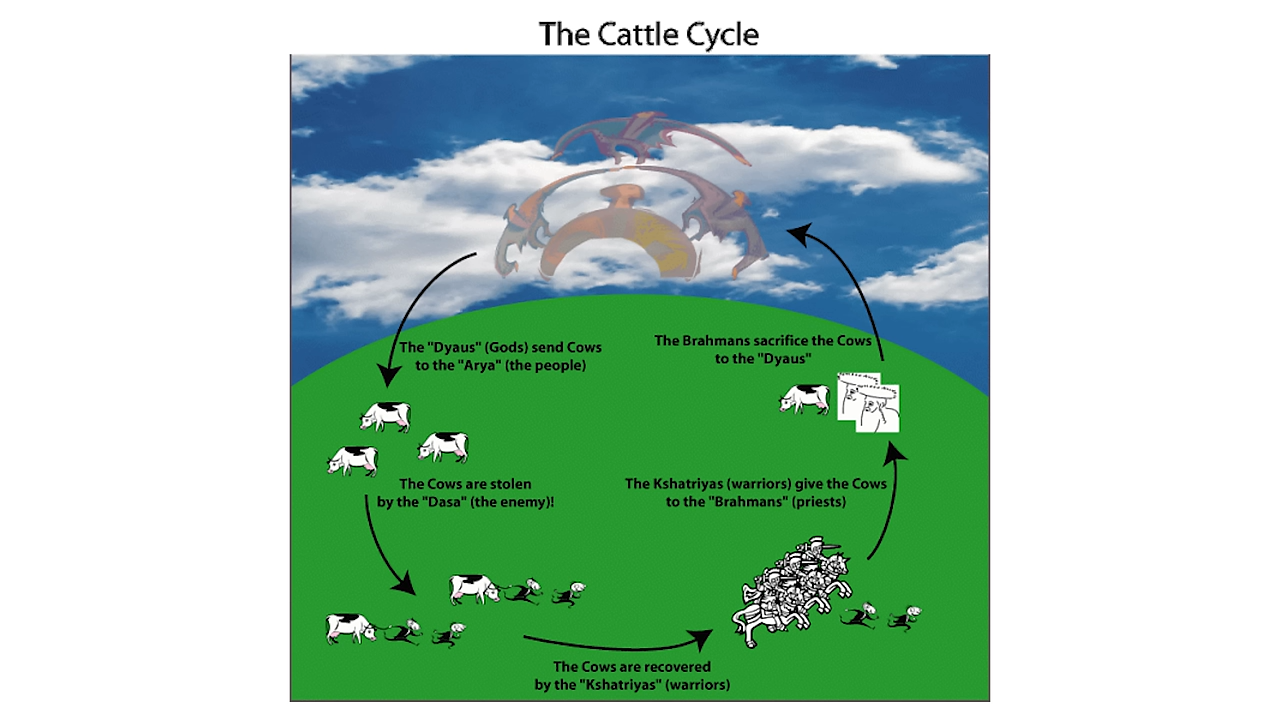 The Cattle Cycle
The "Dyaus" (Gods) send Cows
to the "Arya" (the people)
The Brahmans sacrifice the Cows
to the "Dyaus"
The Cows are stolen
by the "Dasa" (the enemy)!
The Kshatriyas (warriors) give the Cows
to the "Brahmans" (priests)
The Cows are recovered
by the "Kshatriyas" (warriors)